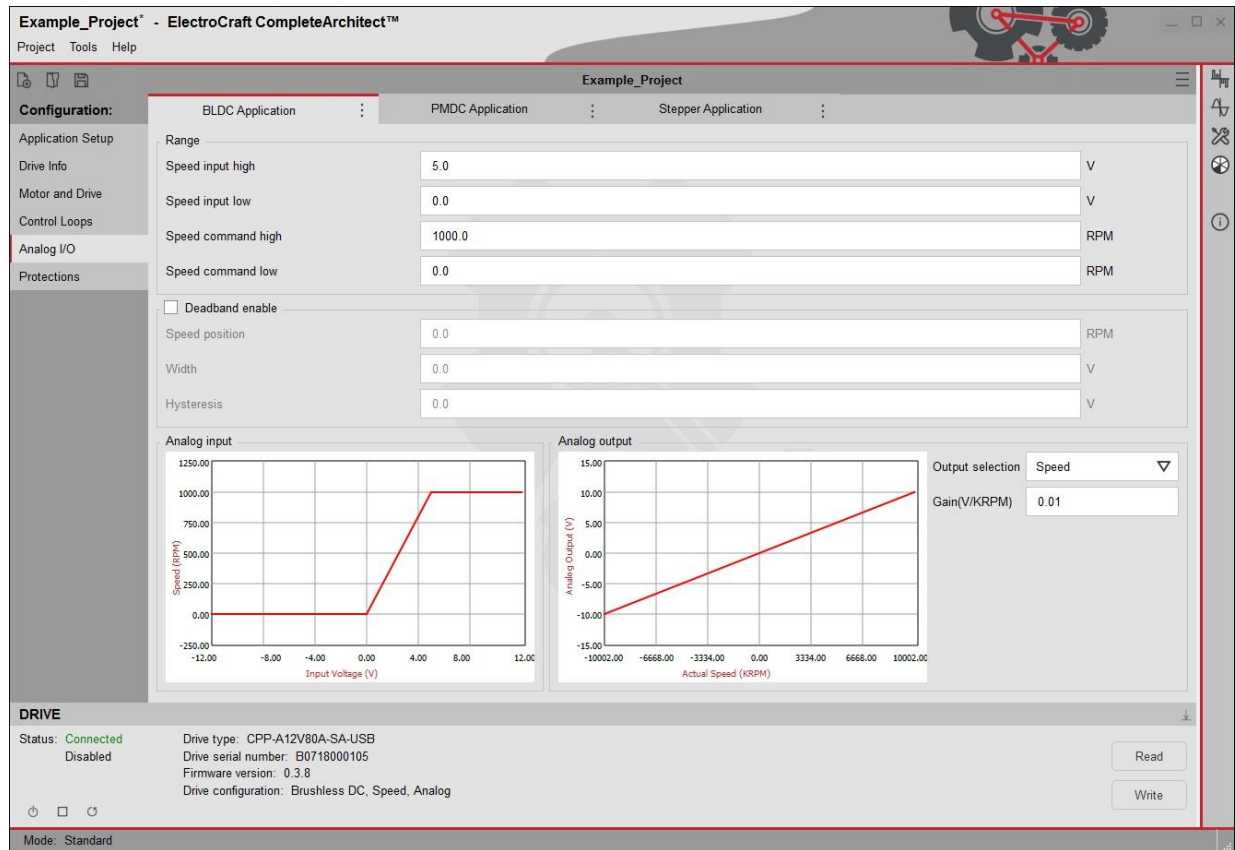 Example_Project* - ElectroCraft CompleteArchitect™
Project Tools Help
Example_Project
Configuration:
BLDC Application
PMDC Application
Stepper Application
Application Setup
Drive Info
Motor and Drive
Control Loops
Analog I/O
Protections
Range
Speed input high 5.0 V
Speed input low 0.0 V
Speed command high 1000.0 RPM
Speed command low 0.0 RPM
Deadband enable
Speed position 0.0 RPM
Width 0.0 V
Hysteresis 0.0 V
Analog input
1250.00
1000.00
750.00
500.00
250.00
0.00
-250.00
Speed (RPM)
-12.00 -8.00 -4.00 0.00 4.00 8.00 12.00
Input Voltage (V)
Analog output
15.00
10.00
5.00
0.00
-5.00
-10.00
-15.00
Analog Output (V)
-10002.00 -6668.00 -3334.00 0.00 3334.00 6668.00 10002.00
Actual Speed (KRPM)
Output selection Speed
Gain(V/KRPM) 0.01
DRIVE
Status: Connected
Disabled
Drive type: CPP-A12V80A-SA-USB
Drive serial number: B0718000105
Firmware version: 0.3.8
Drive configuration: Brushless DC, Speed, Analog
Read
Write
Mode: Standard